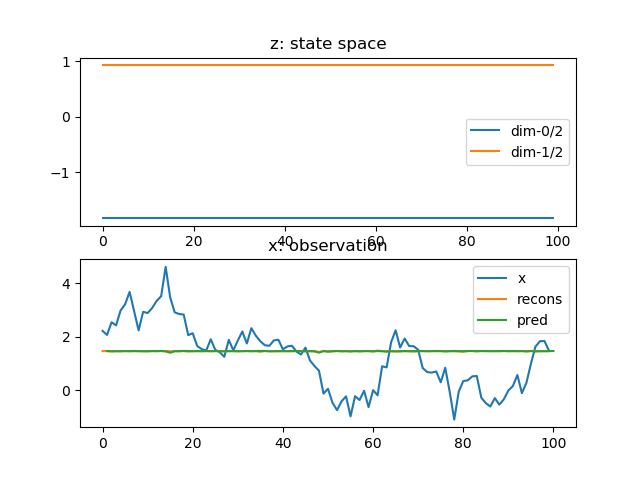 z: state space
1
0
−1
dim-0/2
dim-1/2
0 20 40 60 80 100
x: observation
4
2
0
x
recons
pred
0 20 40 60 80 100